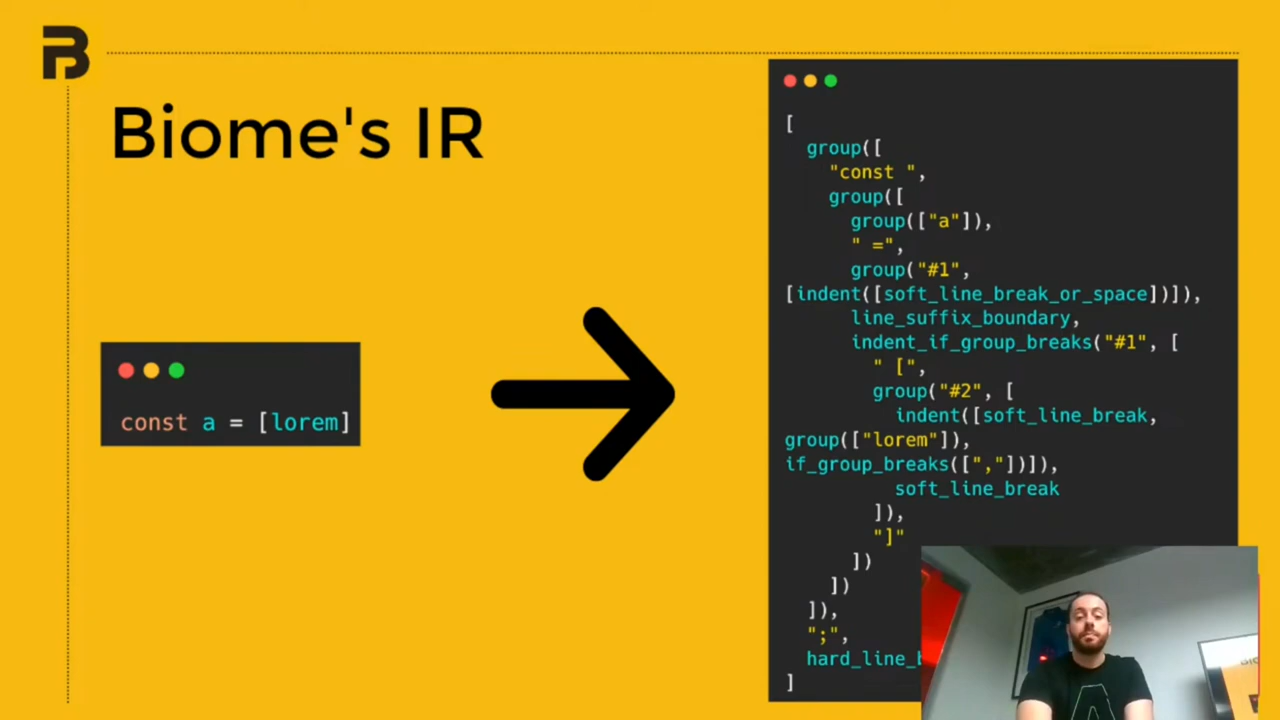 Biome's IR
const a = [lorem]
[
group([
"const ",
group([
group(["a"]),
" =",
group("#1",
[indent([soft_line_break_or_space])]),
line_suffix_boundary,
indent_if_group_breaks("#1", [
" [",
group("#2", [
indent([soft_line_break,
group(["lorem"]),
if_group_breaks([","])]),
soft_line_break
]),
"]"
])
])
]),
";",
]